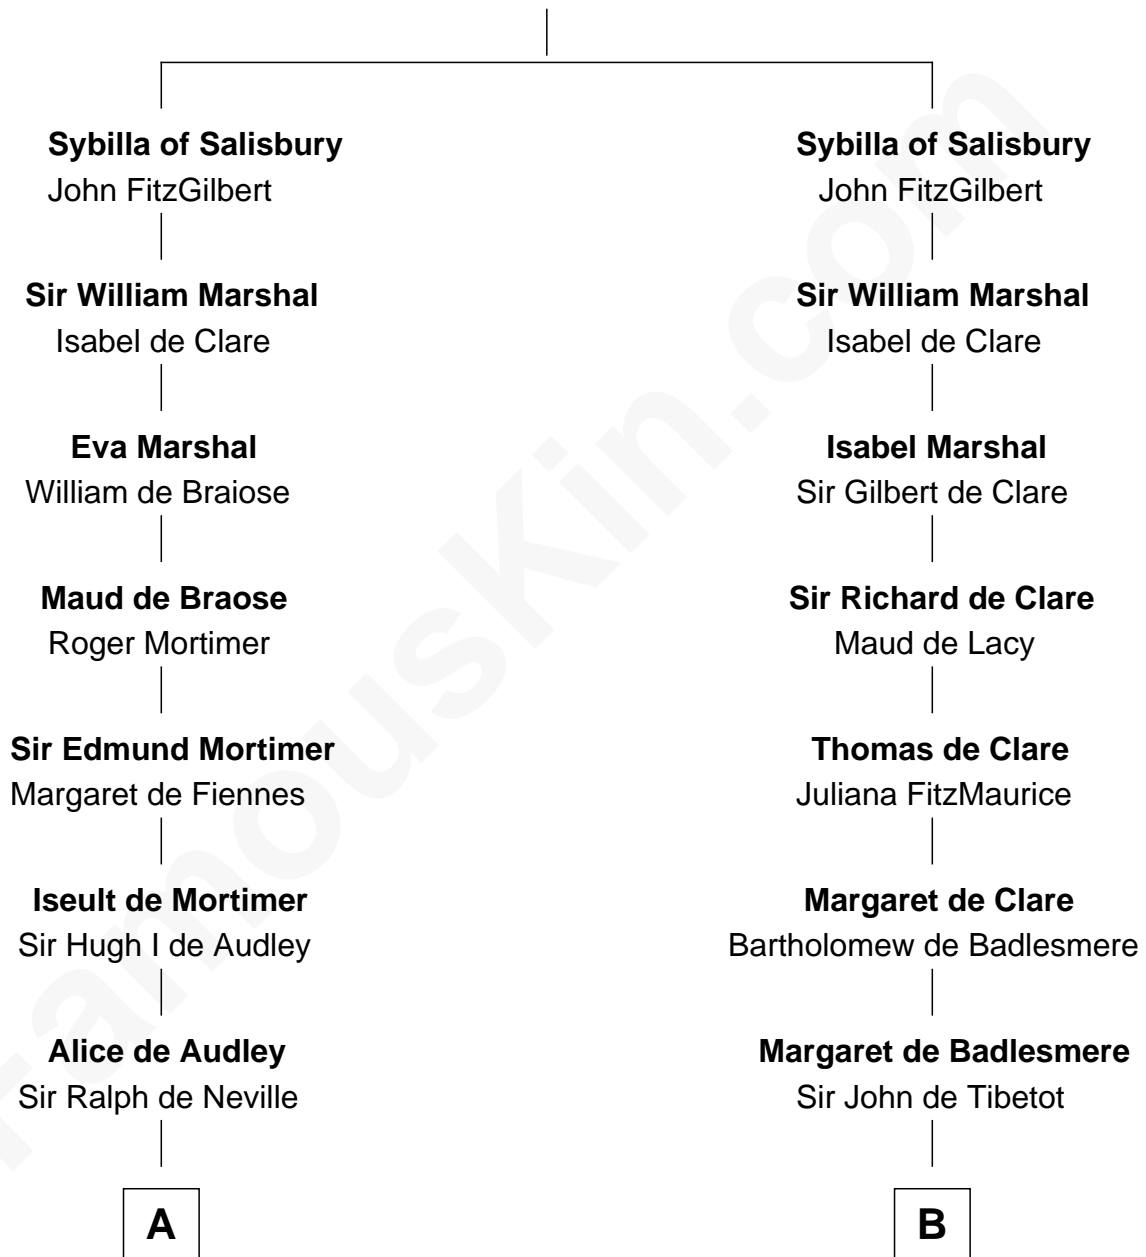 Sybilla of Salisbury
John FitzGilbert
Sir William Marshal
Isabel de Clare
Eva Marshal
William de Braiose
Maud de Braose
Roger Mortimer
Sir Edmund Mortimer
Margaret de Fiennes
Iseult de Mortimer
Sir Hugh I de Audley
Alice de Audley
Sir Ralph de Neville
A
Sybilla of Salisbury
John FitzGilbert
Sir William Marshal
Isabel de Clare
Isabel Marshal
Sir Gilbert de Clare
Sir Richard de Clare
Maud de Lacy
Thomas de Clare
Juliana FitzMaurice
Margaret de Clare
Bartholomew de Badlesmere
Margaret de Badlesmere
Sir John de Tibetot
B
FamousKin.com